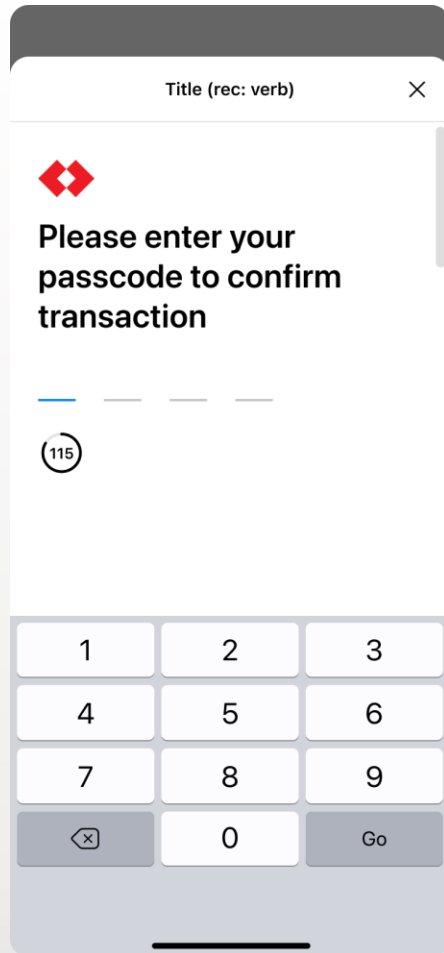 Title (rec: verb)
Please enter your
passcode to confirm
transaction
115
1 2 3
4 5 6
7 8 9
0 Go